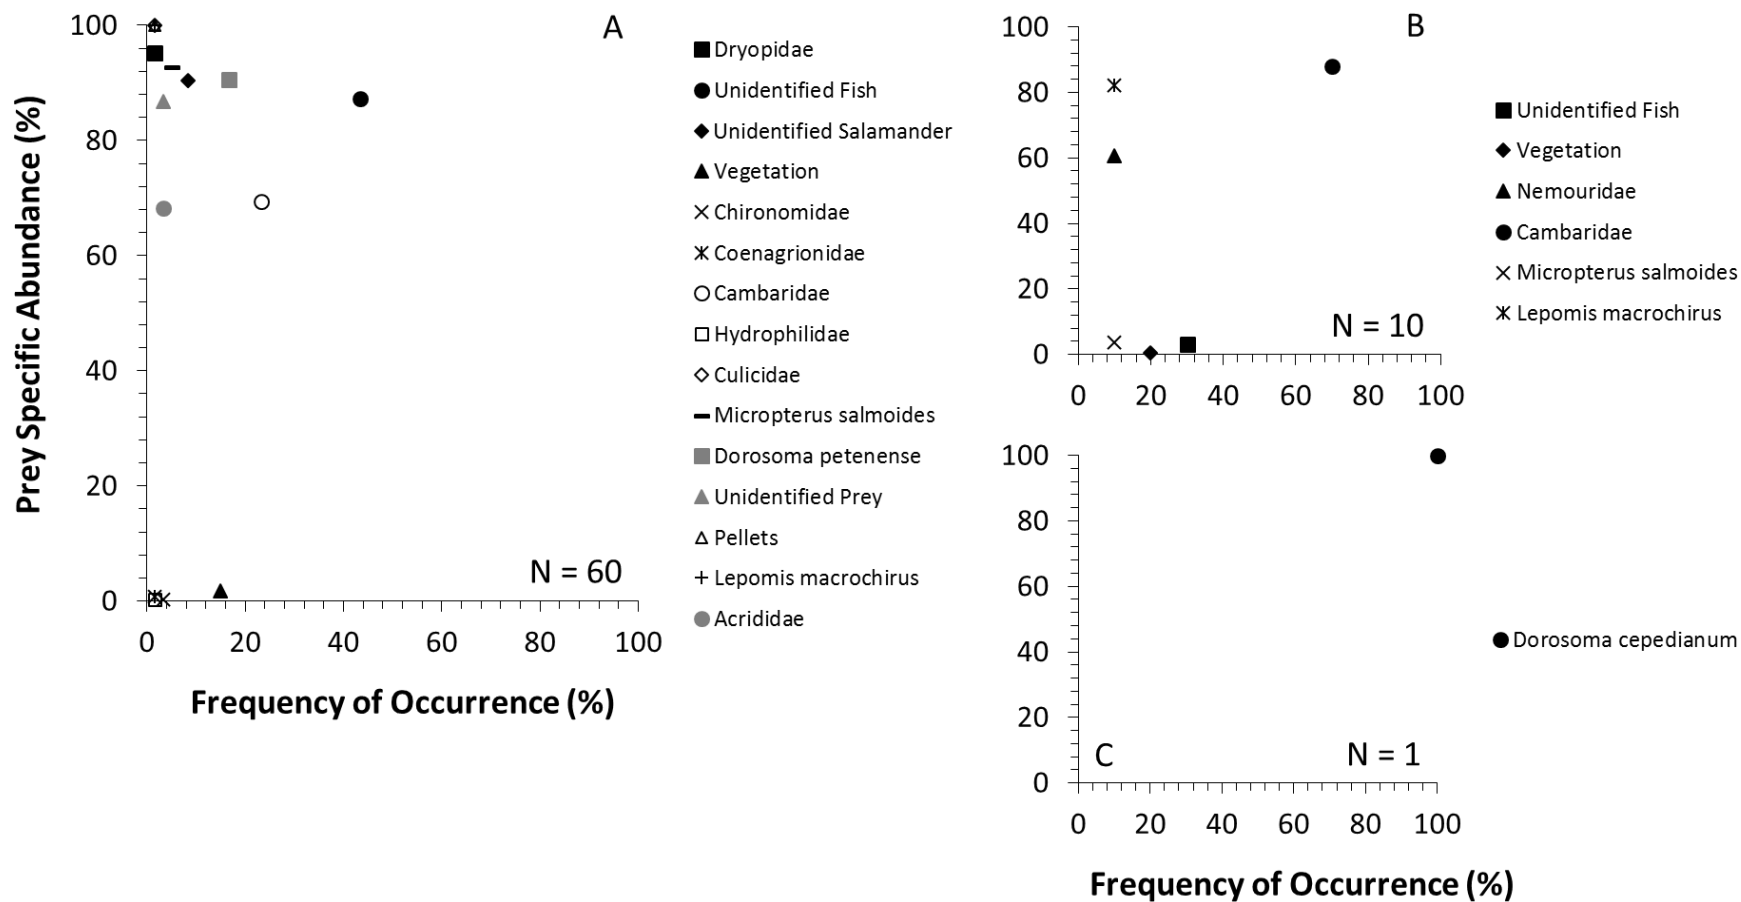 A
Prey Specific Abundance (%)
100
80
60
40
20
0
N = 60
0 20 40 60 80 100
Frequency of Occurrence (%)
Dryopidae
Unidentified Fish
Unidentified Salamander
Vegetation
Chironomidae
Coenagrionidae
Cambaridae
Hydrophilidae
Culicidae
Micropterus salmoides
Dorosoma petenense
Unidentified Prey
Pellets
Lepomis macrochirus
Acrididae
B
100
80
60
40
20
0
N = 10
0 20 40 60 80 100
Unidentified Fish
Vegetation
Nemouridae
Cambaridae
Micropterus salmoides
Lepomis macrochirus
100
80
60
40
20
0
C
N = 1
0 20 40 60 80 100
Frequency of Occurrence (%)
Dorosoma cepedianum